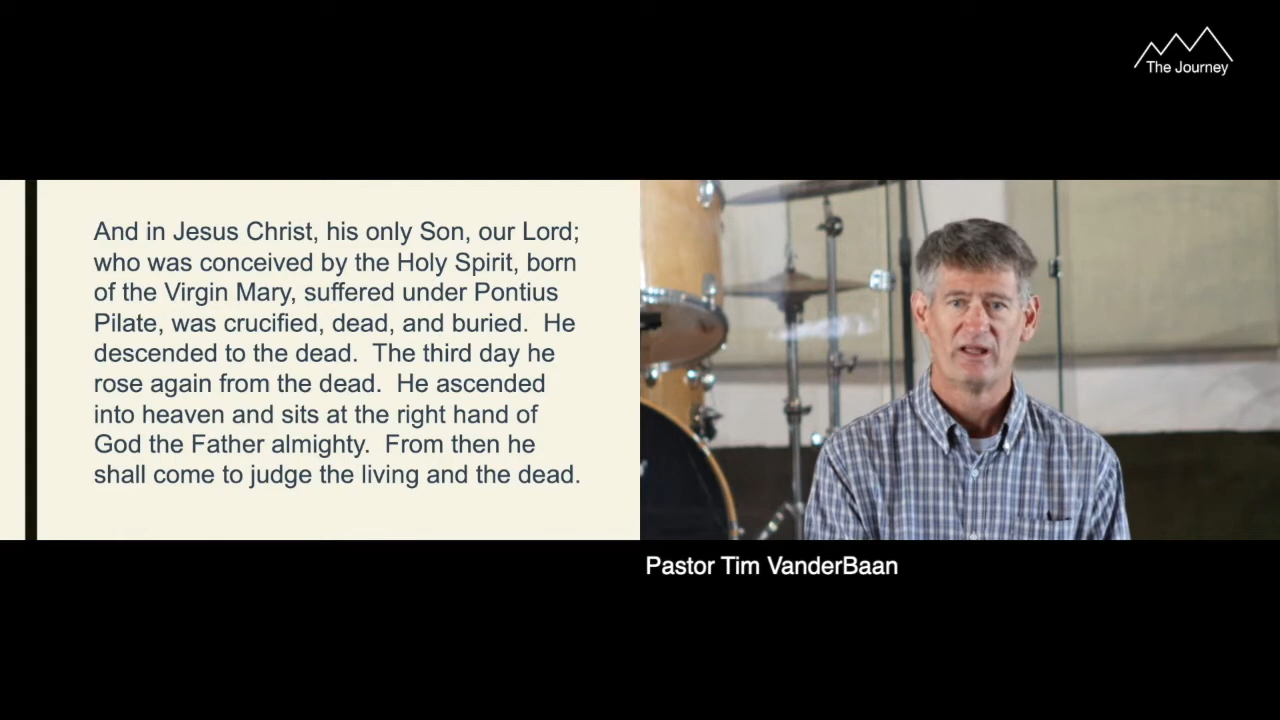 The Journey
And in Jesus Christ, his only Son, our Lord;
who was conceived by the Holy Spirit, born
of the Virgin Mary, suffered under Pontius
Pilate, was crucified, dead, and buried.  He
descended to the dead.  The third day he
rose again from the dead.  He ascended
into heaven and sits at the right hand of
God the Father almighty.  From then he
shall come to judge the living and the dead.
Pastor Tim VanderBaan